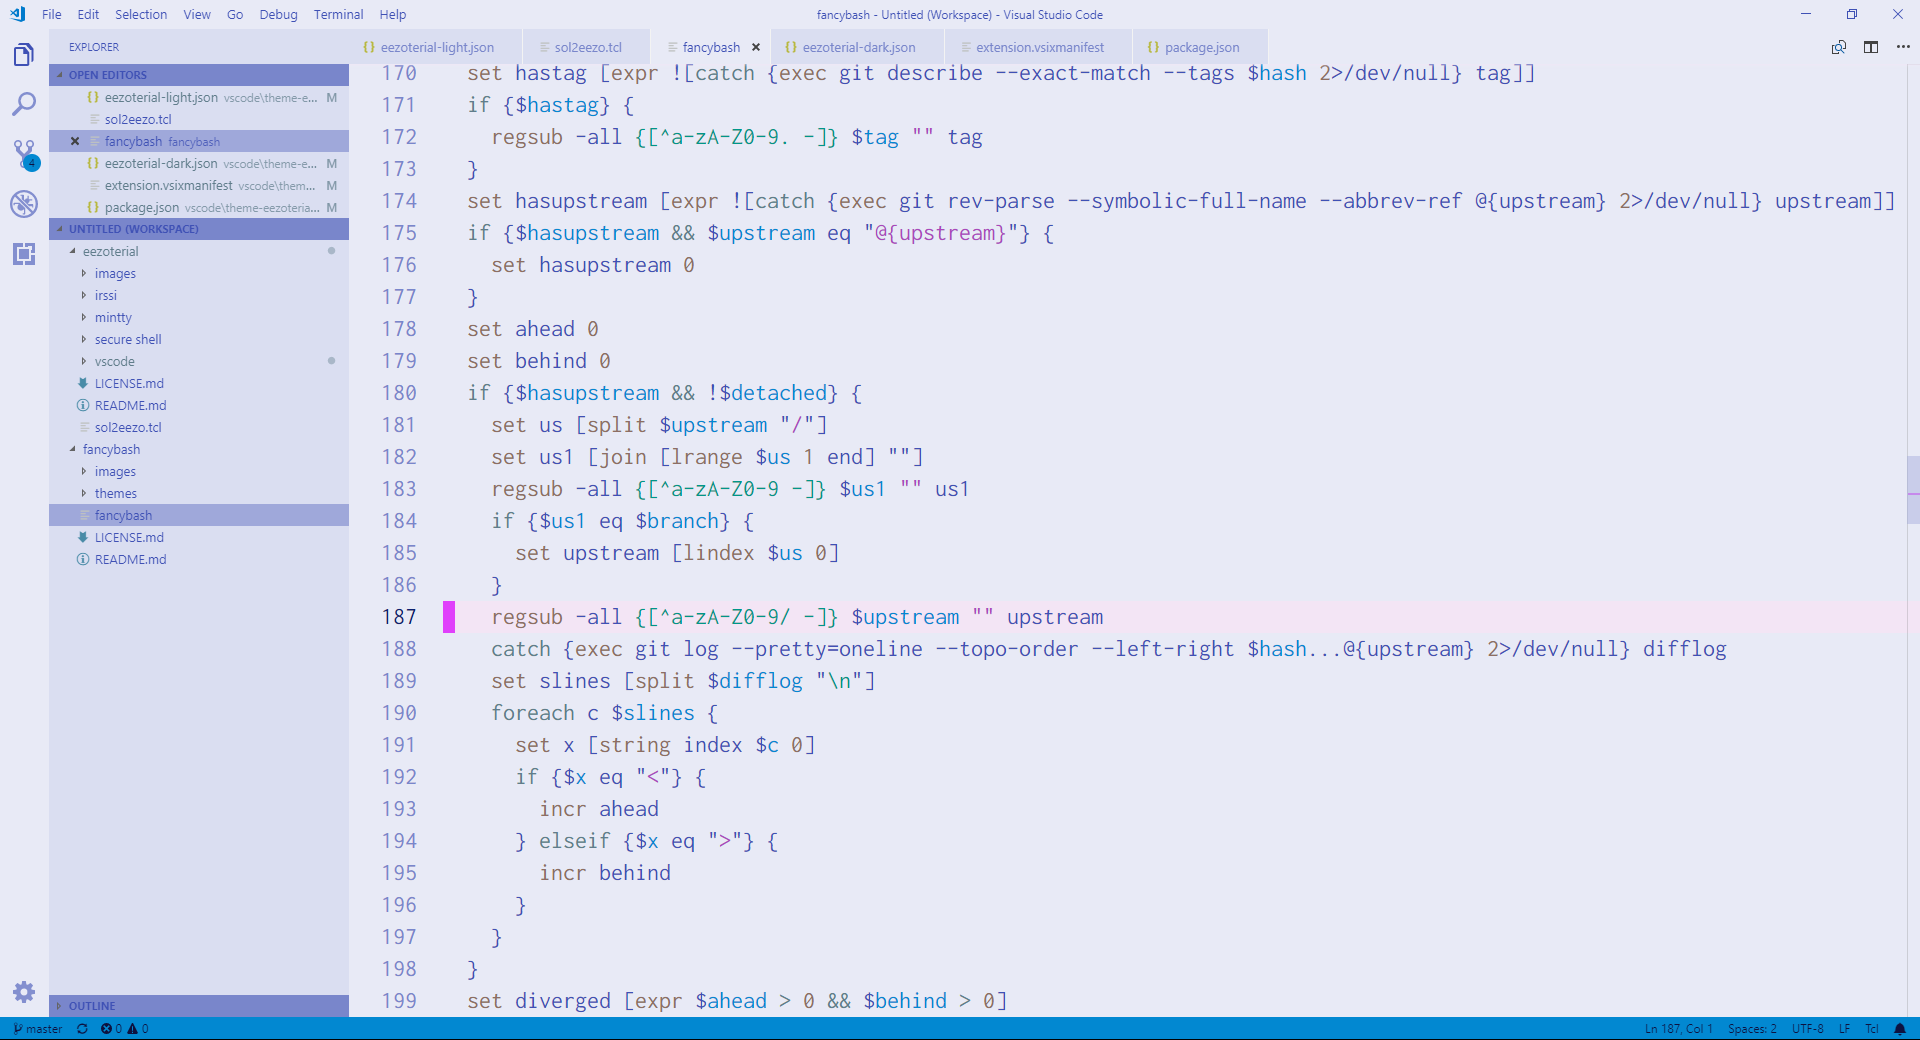 File Edit Selection View Go Debug Terminal Help
fancybash - Untitled (Workspace) - Visual Studio Code
EXPLORER
OPEN EDITORS
{} eezoterial-light.json vscode\theme-e... M
sol2eezo.tcl
× fancybash fancybash
{} eezoterial-dark.json vscode\theme-e... M
extension.vsixmanifest vscode\them... M
{} package.json vscode\theme-eezoteria... M
UNTITLED (WORKSPACE)
eezoterial
images
irssi
mintty
secure shell
vscode
LICENSE.md
README.md
sol2eezo.tcl
fancybash
images
themes
fancybash
LICENSE.md
README.md
OUTLINE
{} eezoterial-light.json sol2eezo.tcl fancybash × {} eezoterial-dark.json extension.vsixmanifest {} package.json
170 set hastag [expr ![catch {exec git describe --exact-match --tags $hash 2>/dev/null} tag]]
171 if {$hastag} {
172 regsub -all {[^a-zA-Z0-9. -]} $tag "" tag
173 }
174 set hasupstream [expr ![catch {exec git rev-parse --symbolic-full-name --abbrev-ref @{upstream} 2>/dev/null} upstream]]
175 if {$hasupstream && $upstream eq "@{upstream}"} {
176 set hasupstream 0
177 }
178 set ahead 0
179 set behind 0
180 if {$hasupstream && !$detached} {
181 set us [split $upstream "/"]
182 set us1 [join [lrange $us 1 end] ""]
183 regsub -all {[^a-zA-Z0-9 -]} $us1 "" us1
184 if {$us1 eq $branch} {
185 set upstream [lindex $us 0]
186 }
187 regsub -all {[^a-zA-Z0-9/ -]} $upstream "" upstream
188 catch {exec git log --pretty=oneline --topo-order --left-right $hash...@{upstream} 2>/dev/null} difflog
189 set slines [split $difflog "\n"]
190 foreach c $slines {
191 set x [string index $c 0]
192 if {$x eq "<"} {
193 incr ahead
194 } elseif {$x eq ">"} {
195 incr behind
196 }
197 }
198 }
199 set diverged [expr $ahead > 0 && $behind > 0]
4
master 0 0 Ln 187, Col 1 Spaces: 2 UTF-8 LF Tcl